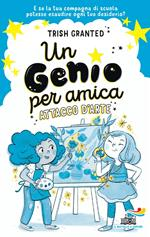 E se la tua compagna di scuola
potesse esaudire ogni tuo desiderio?
TRISH GRANTED
Un
Genio
per amica
ATTACCO D'ARTE